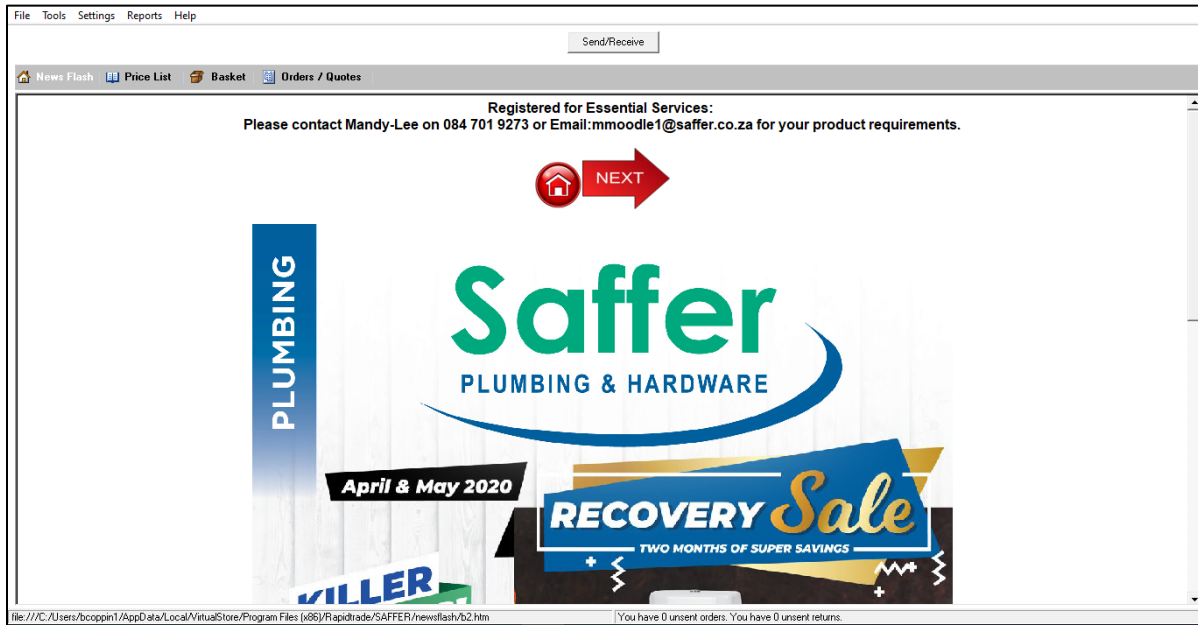 File Tools Settings Reports Help
Send/Receive
News Flash Price List Basket Orders / Quotes
Registered for Essential Services:
Please contact Mandy-Lee on 084 701 9273 or Email:mmoodle1@saffer.co.za for your product requirements.
NEXT
PLUMBING
Saffer
PLUMBING & HARDWARE
April & May 2020
RECOVERY Sale
TWO MONTHS OF SUPER SAVINGS
KILLER
file:///C:/Users/bcoppin1/AppData/Local/VirtualStore/Program Files (x86)/Rapidtrade/SAFFER/newsflash/b2.htm
You have 0 unsent orders. You have 0 unsent returns.